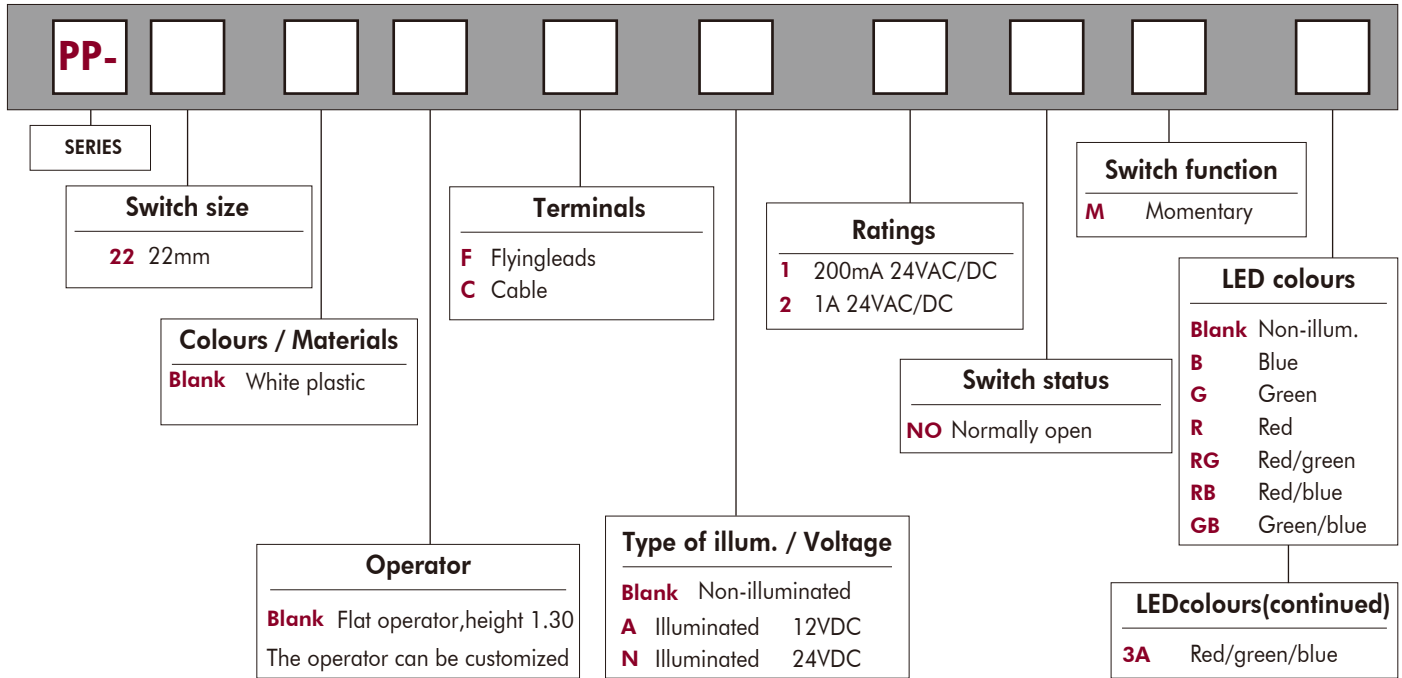 PP-
SERIES
Switch size
22 22mm
Colours / Materials
Blank White plastic
Operator
Blank Flat operator,height 1.30
The operator can be customized
Terminals
F Flyingleads
C Cable
Type of illum. / Voltage
Blank Non-illuminated
A Illuminated 12VDC
N Illuminated 24VDC
Ratings
1 200mA 24VAC/DC
2 1A 24VAC/DC
Switch status
NO Normally open
Switch function
M Momentary
LED colours
Blank Non-illum.
B Blue
G Green
R Red
RG Red/green
RB Red/blue
GB Green/blue
LEDcolours(continued)
3A Red/green/blue